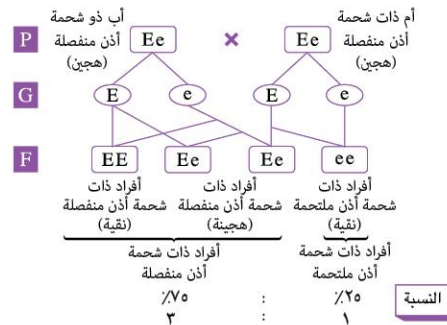 أب ذو شحمة أذن منفصلة (هجين)
أم ذات شحمة أذن منفصلة (هجين)
P Ee × Ee
G E e E e
F EE Ee Ee ee
أفراد ذات شحمة أذن منفصلة (نقية)
أفراد ذات شحمة أذن منفصلة (هجينة)
أفراد ذات شحمة أذن ملتحمة (نقية)
أفراد ذات شحمة أذن منفصلة
أفراد ذات شحمة أذن ملتحمة
النسبة
٪٧٥ : ٪٢٥
٣ : ١